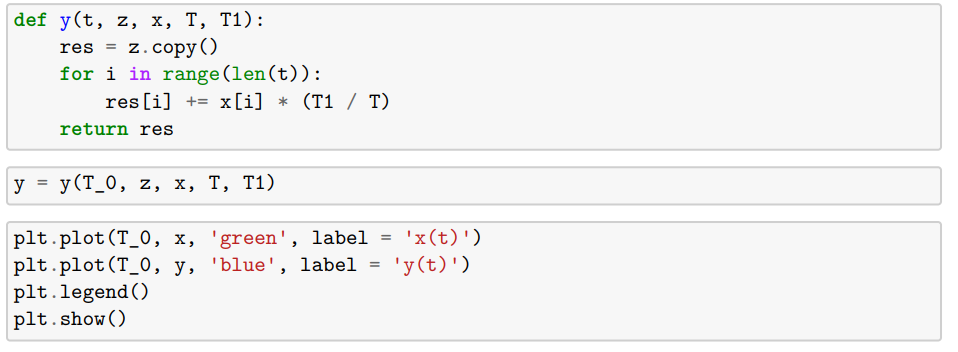 def y(t, z, x, T, T1):
    res = z.copy()
    for i in range(len(t)):
        res[i] += x[i] * (T1 / T)
    return res
y = y(T_0, z, x, T, T1)
plt.plot(T_0, x, 'green', label = 'x(t)')
plt.plot(T_0, y, 'blue', label = 'y(t)')
plt.legend()
plt.show()